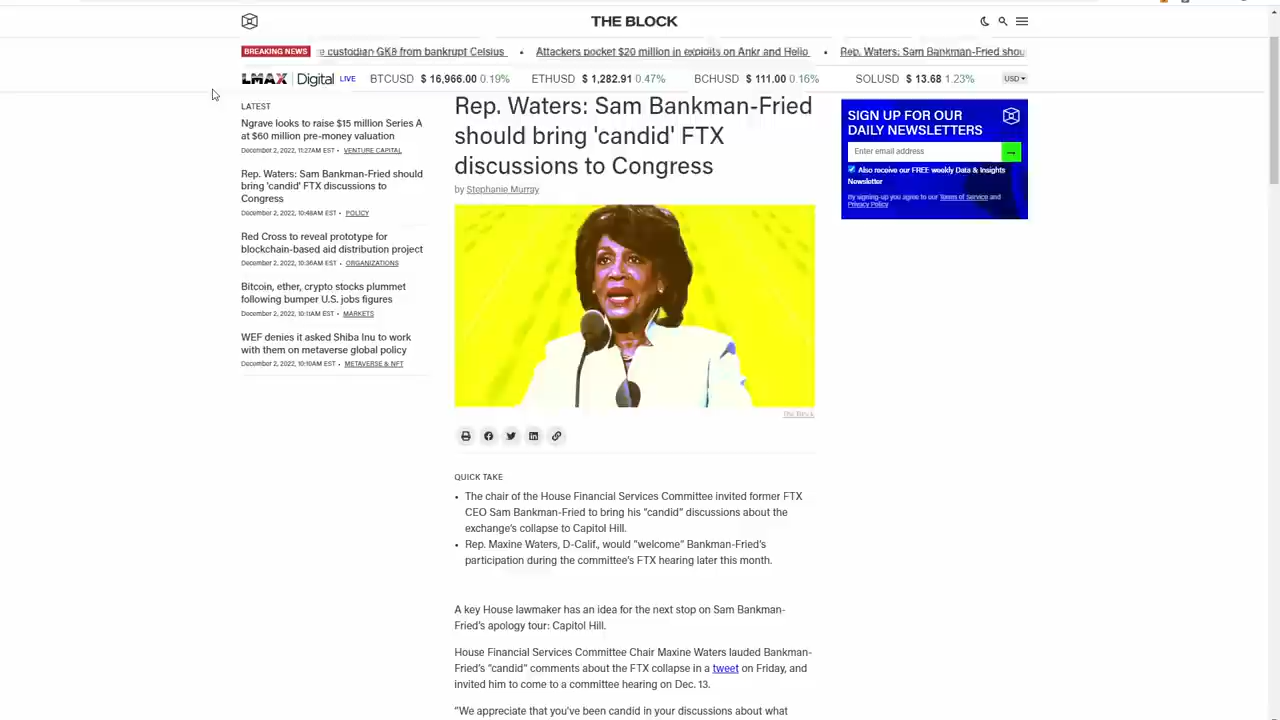 THE BLOCK
BREAKING NEWS
e custodian GK8 from bankrupt Celsius • Attackers pocket $20 million in exploits on Ankr and Helio • Rep. Waters: Sam Bankman-Fried shou
LMAX Digital LIVE BTCUSD $ 16,966.00 0.19% ETHUSD $ 1,282.91 0.47% BCHUSD $ 111.00 0.16% SOLUSD $ 13.68 1.23% USD
LATEST
Ngrave looks to raise $15 million Series A
at $60 million pre-money valuation
December 2, 2022, 11:27AM EST • VENTURE CAPITAL
Rep. Waters: Sam Bankman-Fried should
bring 'candid' FTX discussions to
Congress
December 2, 2022, 10:48AM EST • POLICY
Red Cross to reveal prototype for
blockchain-based aid distribution project
December 2, 2022, 10:36AM EST • ORGANIZATIONS
Bitcoin, ether, crypto stocks plummet
following bumper U.S. jobs figures
December 2, 2022, 10:11AM EST • MARKETS
WEF denies it asked Shiba Inu to work
with them on metaverse global policy
December 2, 2022, 10:10AM EST • METAVERSE & NFT
Rep. Waters: Sam Bankman-Fried
should bring 'candid' FTX
discussions to Congress
by Stephanie Murray
The Block
QUICK TAKE
• The chair of the House Financial Services Committee invited former FTX
CEO Sam Bankman-Fried to bring his "candid" discussions about the
exchange's collapse to Capitol Hill.
• Rep. Maxine Waters, D-Calif., would "welcome" Bankman-Fried's
participation during the committee's FTX hearing later this month.
A key House lawmaker has an idea for the next stop on Sam Bankman-
Fried's apology tour: Capitol Hill.
House Financial Services Committee Chair Maxine Waters lauded Bankman-
Fried's "candid" comments about the FTX collapse in a tweet on Friday, and
invited him to come to a committee hearing on Dec. 13.
"We appreciate that you've been candid in your discussions about what
SIGN UP FOR OUR
DAILY NEWSLETTERS
Enter email address
Also receive our FREE weekly Data & Insights
Newsletter
By signing-up you agree to our Terms of Service and
Privacy Policy